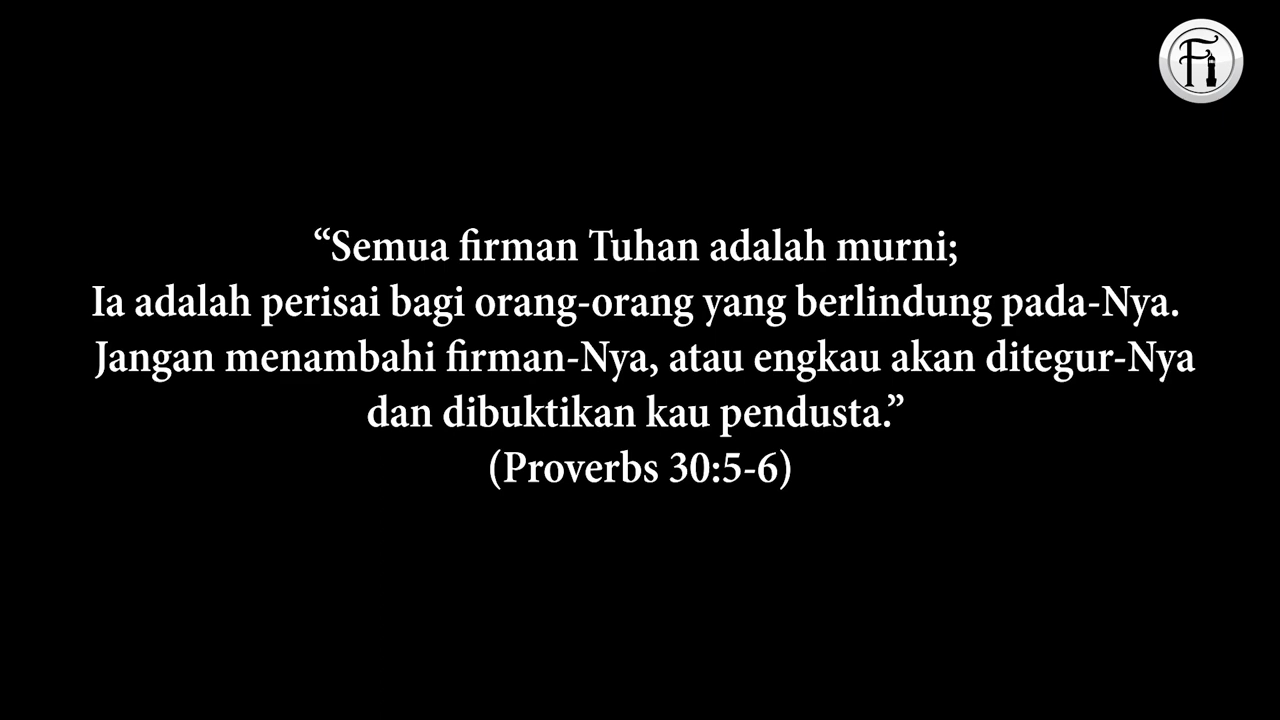 “Semua firman Tuhan adalah murni;
Ia adalah perisai bagi orang-orang yang berlindung pada-Nya.
Jangan menambahi firman-Nya, atau engkau akan ditegur-Nya
dan dibuktikan kau pendusta.”
(Proverbs 30:5-6)
Fi